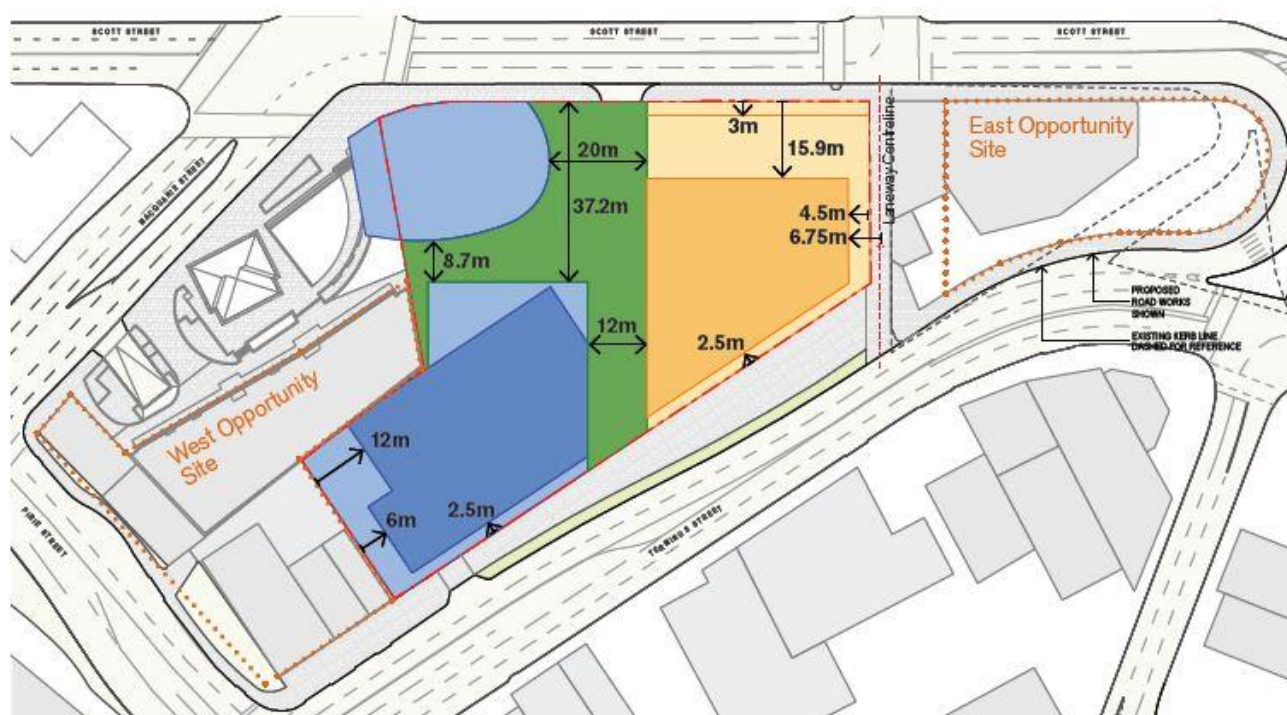 SCOTT STREET
SCOTT STREET
SCOTT STREET
MACQUARIE STREET
3m
15.9m
20m
37.2m
8.7m
4.5m
6.75m
Laneway Centreline
East Opportunity
Site
PROPOSED
ROAD WORKS
SHOWN
EXISTING KERB LINE
DASHED FOR REFERENCE
12m
2.5m
West Opportunity
Site
12m
6m
2.5m
PIRIE STREET